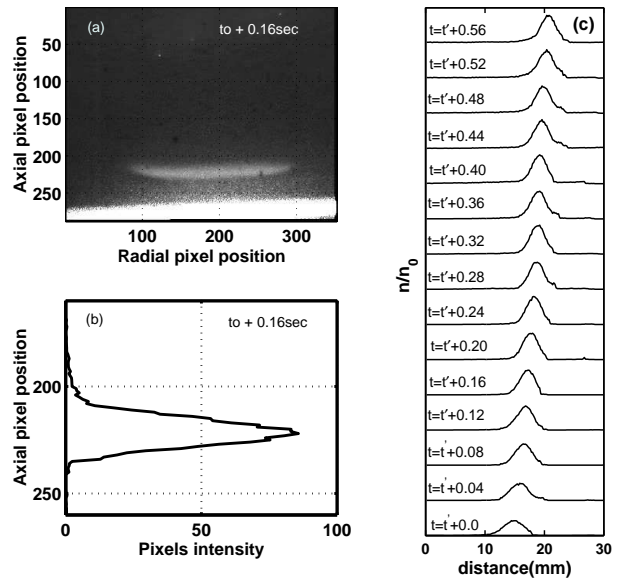 (a)
to + 0.16sec
0
50
100
150
200
250
Axial pixel position
100
200
300
Radial pixel position
(b)
to + 0.16sec
200
250
Axial pixel position
0
50
100
Pixels intensity
(c)
t=t'+0.56
t=t'+0.52
t=t'+0.48
t=t'+0.44
t=t'+0.40
t=t'+0.36
t=t'+0.32
t=t'+0.28
t=t'+0.24
t=t'+0.20
t=t'+0.16
t=t'+0.12
t=t'+0.08
t=t'+0.04
t=t'+0.0
n/n0
0
10
20
30
distance(mm)